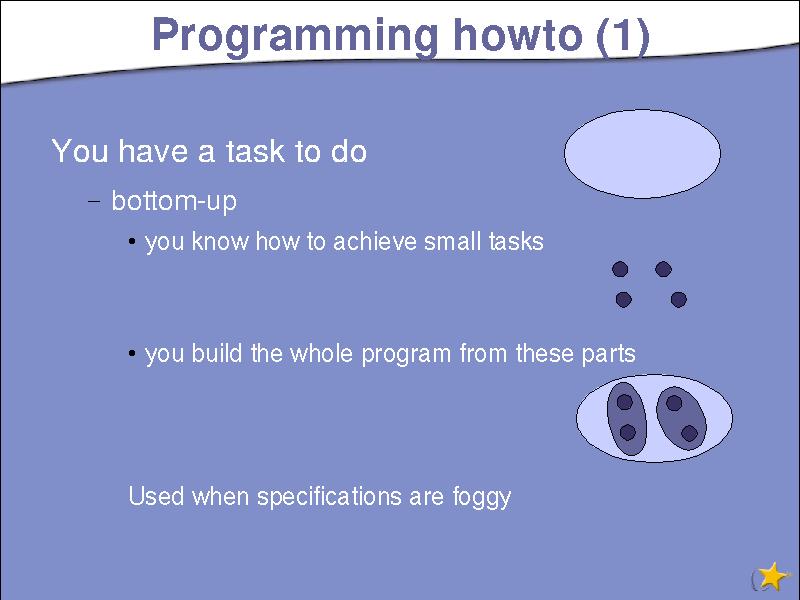 Programming howto (1)
You have a task to do
– bottom-up
• you know how to achieve small tasks
• you build the whole program from these parts
Used when specifications are foggy